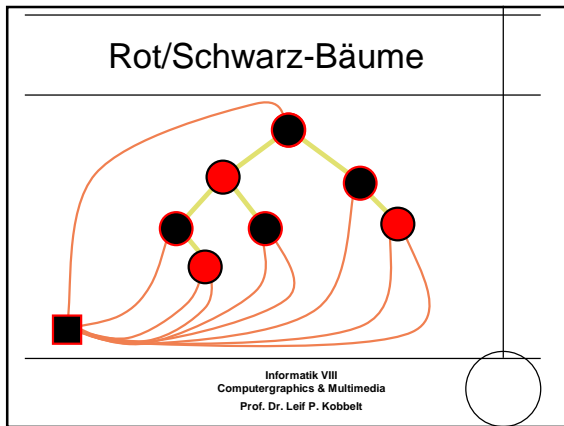 Rot/Schwarz-Bäume
Informatik VIII
Computergraphics & Multimedia
Prof. Dr. Leif P. Kobbelt